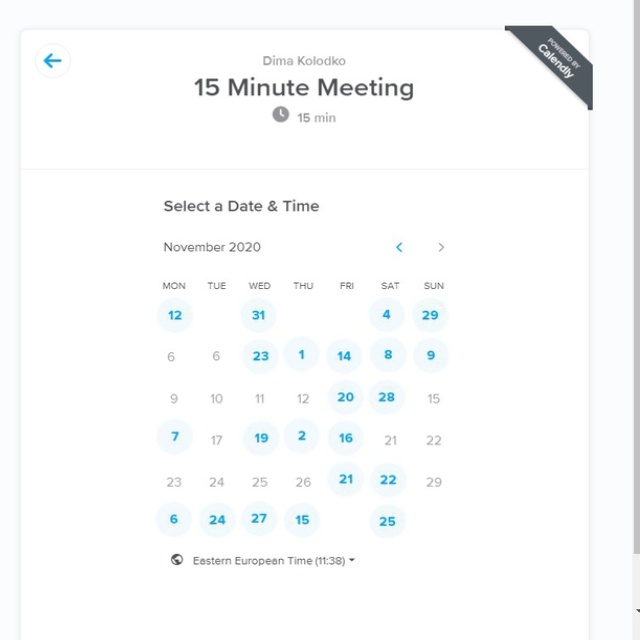 POWERED BY
Calendly
Dima Kolodko
15 Minute Meeting
15 min
Select a Date & Time
November 2020
MON TUE WED THU FRI SAT SUN
12 31 4 29
6 6 23 1 14 8 9
9 10 11 12 20 28 15
7 17 19 2 16 21 22
23 24 25 26 21 22 29
6 24 27 15 25
Eastern European Time (11:38)